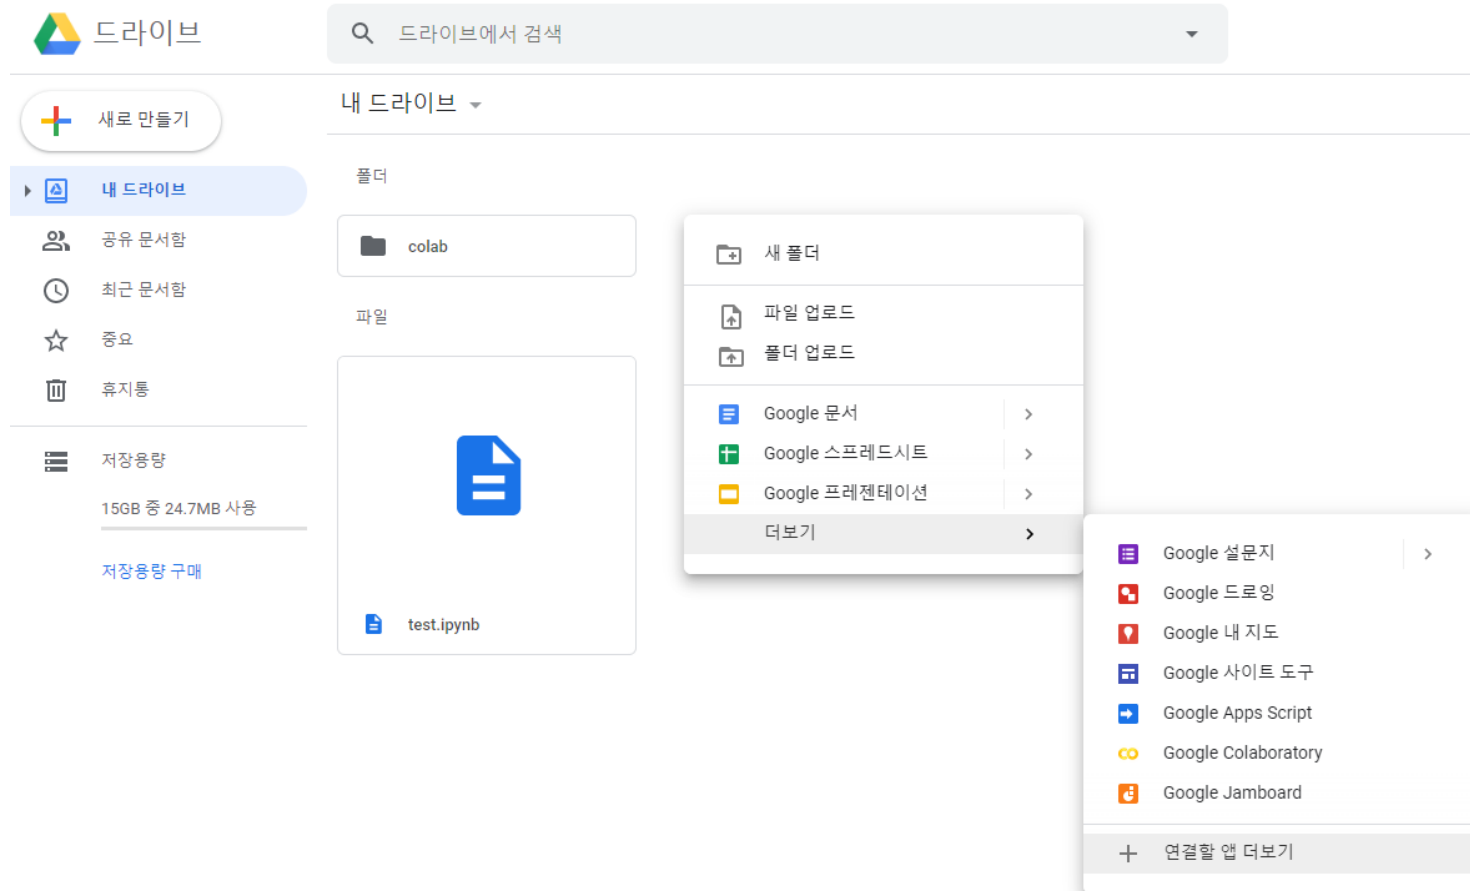 드라이브
드라이브에서 검색
새로 만들기
내 드라이브
공유 문서함
최근 문서함
중요
휴지통
저장용량
15GB 중 24.7MB 사용
저장용량 구매
내 드라이브
폴더
colab
파일
test.ipynb
새 폴더
파일 업로드
폴더 업로드
Google 문서
Google 스프레드시트
Google 프레젠테이션
더보기
Google 설문지
Google 드로잉
Google 내 지도
Google 사이트 도구
Google Apps Script
Google Colaboratory
Google Jamboard
연결할 앱 더보기